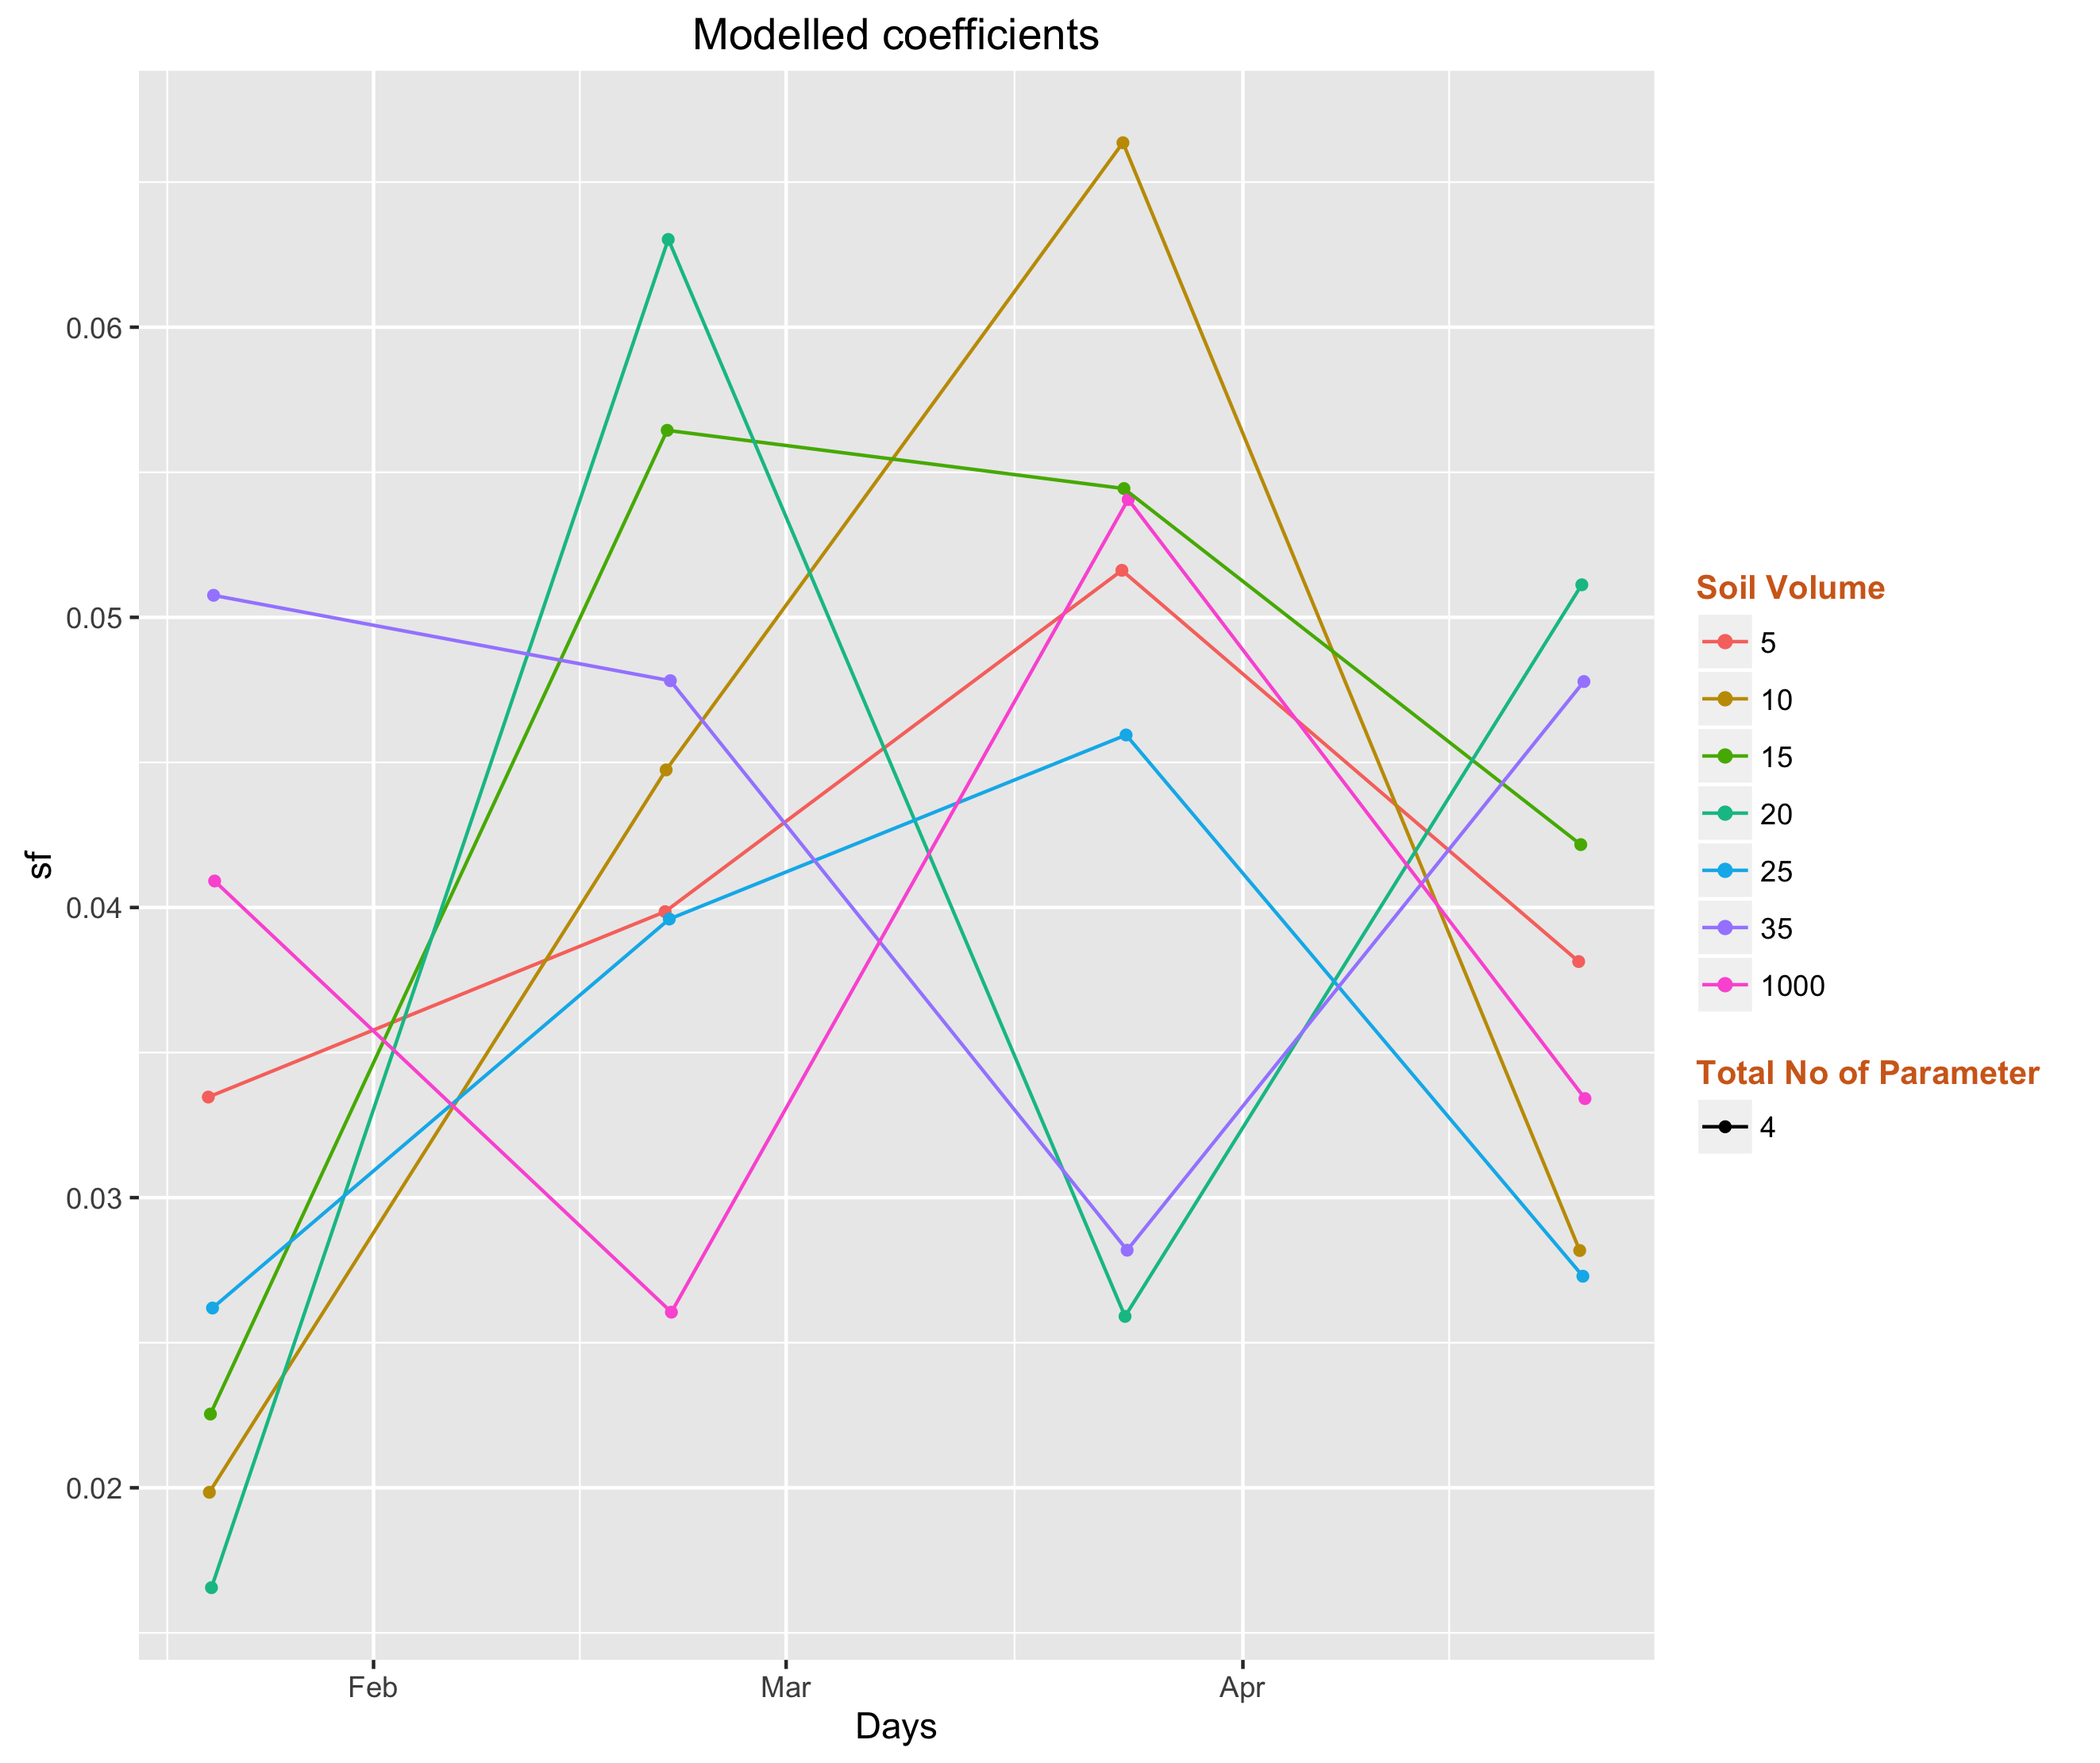 Modelled coefficients
sf
0.06
0.05
0.04
0.03
0.02
Feb Mar Apr
Days
Soil Volume
5
10
15
20
25
35
1000
Total No of Parameter
4